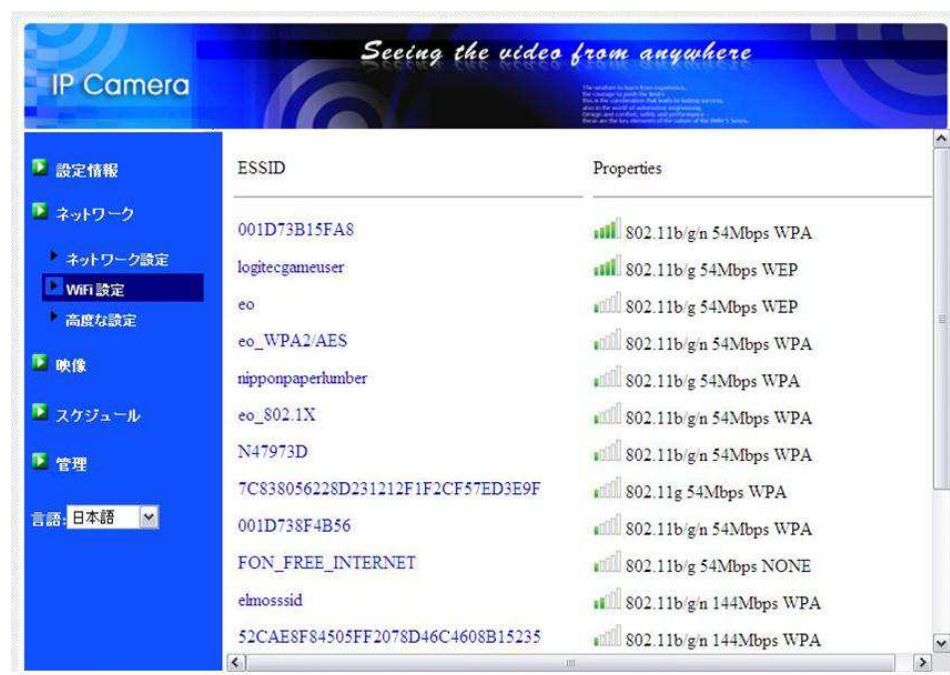 Seeing the video from anywhere
IP Camera
設定情報
ネットワーク
ネットワーク設定
WiFi 設定
高度な設定
映像
スケジュール
管理
言語: 日本語
ESSID Properties
001D73B15FA8 802.11b/g/n 54Mbps WPA
logitecgameuser 802.11b/g 54Mbps WEP
eo 802.11b/g 54Mbps WEP
eo_WPA2/AES 802.11b/g/n 54Mbps WPA
nipponpaperlumber 802.11b/g 54Mbps WPA
eo_802.1X 802.11b/g/n 54Mbps WPA
N47973D 802.11b/g/n 54Mbps WPA
7C838056228D231212F1F2CF57ED3E9F 802.11g 54Mbps WPA
001D738F4B56 802.11b/g/n 54Mbps WPA
FON_FREE_INTERNET 802.11b/g 54Mbps NONE
elmosssid 802.11b/g/n 144Mbps WPA
52CAE8F84505FF2078D46C4608B15235 802.11b/g/n 144Mbps WPA